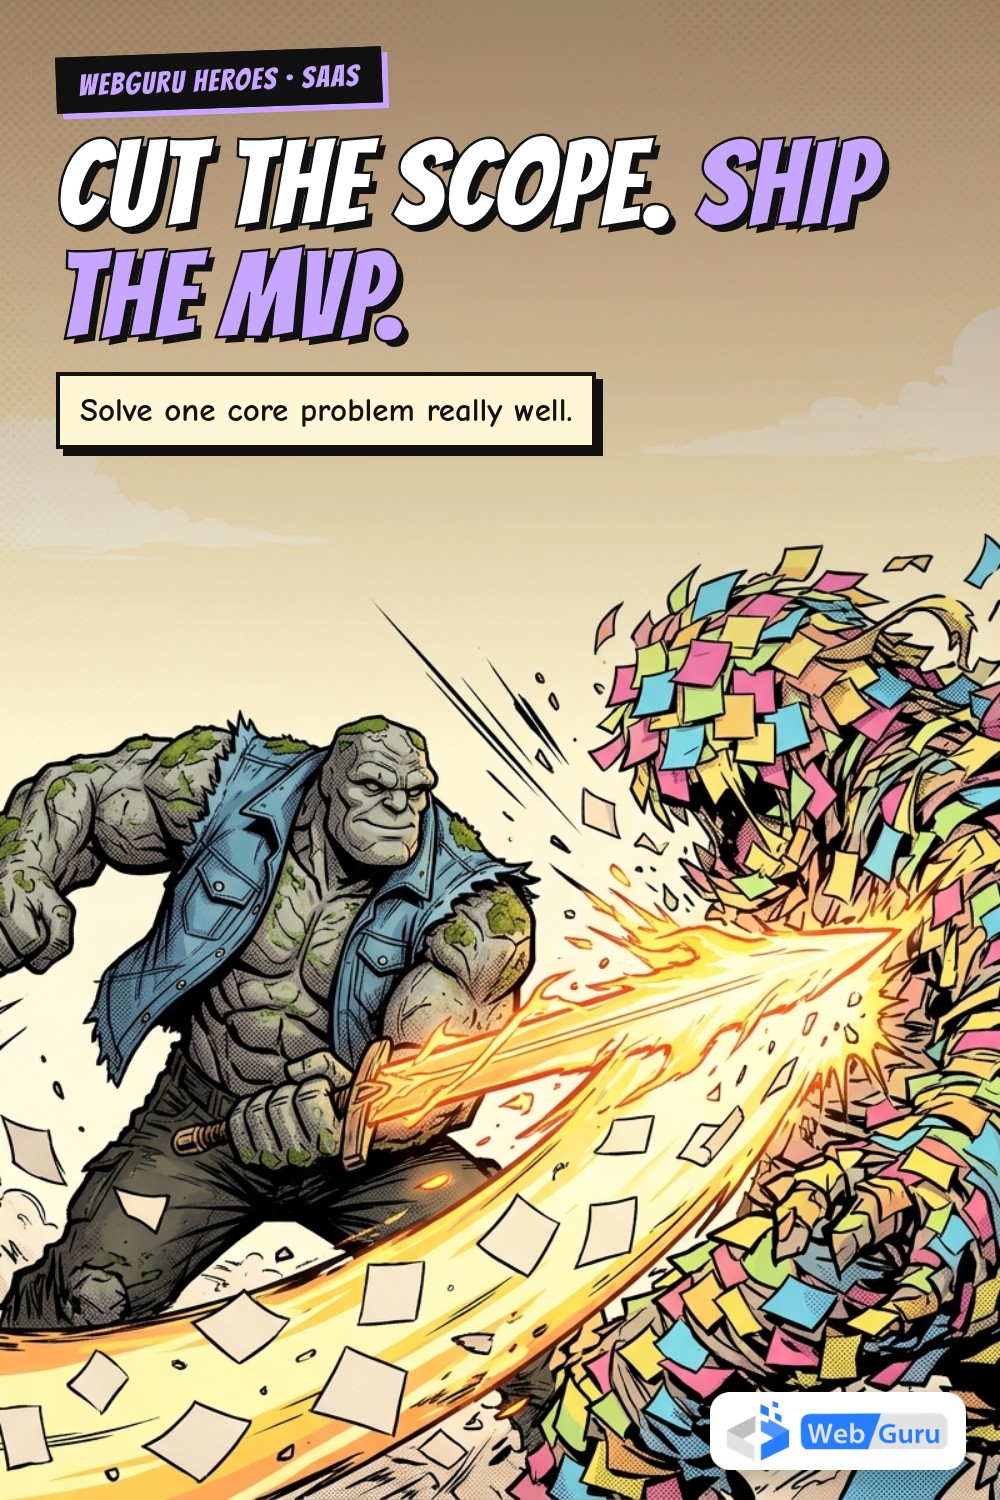 WEBGURU HEROES · SAAS
CUT THE SCOPE. SHIP
THE MVP.
Solve one core problem really well.
Web Guru